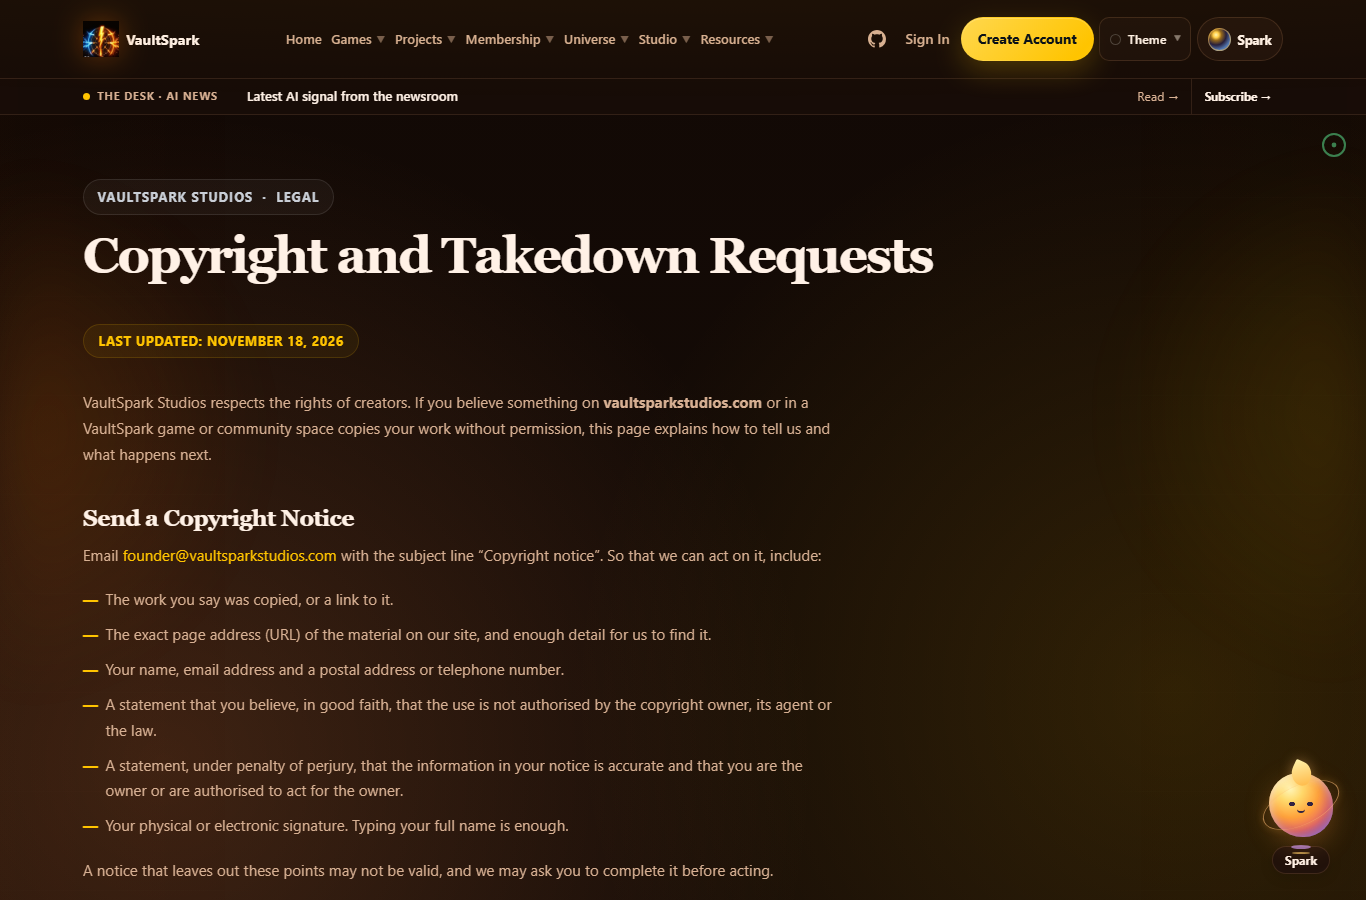 VaultSpark
Home
Games
Projects
Membership
Universe
Studio
Resources
Sign In
Create Account
Theme
Spark
THE DESK · AI NEWS
Latest AI signal from the newsroom
Read →
Subscribe →
VAULTSPARK STUDIOS · LEGAL
Copyright and Takedown Requests
LAST UPDATED: NOVEMBER 18, 2026
VaultSpark Studios respects the rights of creators. If you believe something on vaultsparkstudios.com or in a
VaultSpark game or community space copies your work without permission, this page explains how to tell us and
what happens next.
Send a Copyright Notice
Email founder@vaultsparkstudios.com with the subject line “Copyright notice”. So that we can act on it, include:
— The work you say was copied, or a link to it.
— The exact page address (URL) of the material on our site, and enough detail for us to find it.
— Your name, email address and a postal address or telephone number.
— A statement that you believe, in good faith, that the use is not authorised by the copyright owner, its agent or
the law.
— A statement, under penalty of perjury, that the information in your notice is accurate and that you are the
owner or are authorised to act for the owner.
— Your physical or electronic signature. Typing your full name is enough.
A notice that leaves out these points may not be valid, and we may ask you to complete it before acting.
Spark